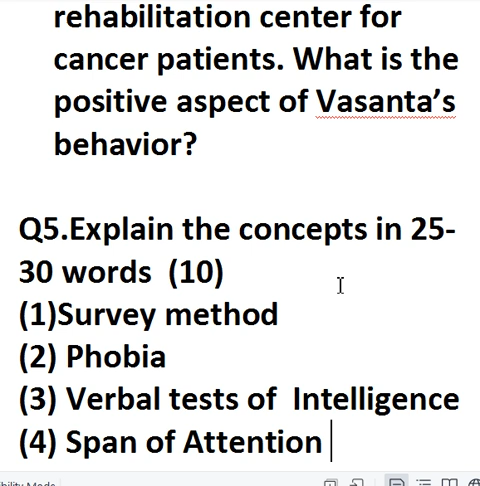 rehabilitation center for
cancer patients. What is the
positive aspect of Vasanta’s
behavior?
Q5.Explain the concepts in 25-
30 words (10)
(1)Survey method
(2) Phobia
(3) Verbal tests of Intelligence
(4) Span of Attention